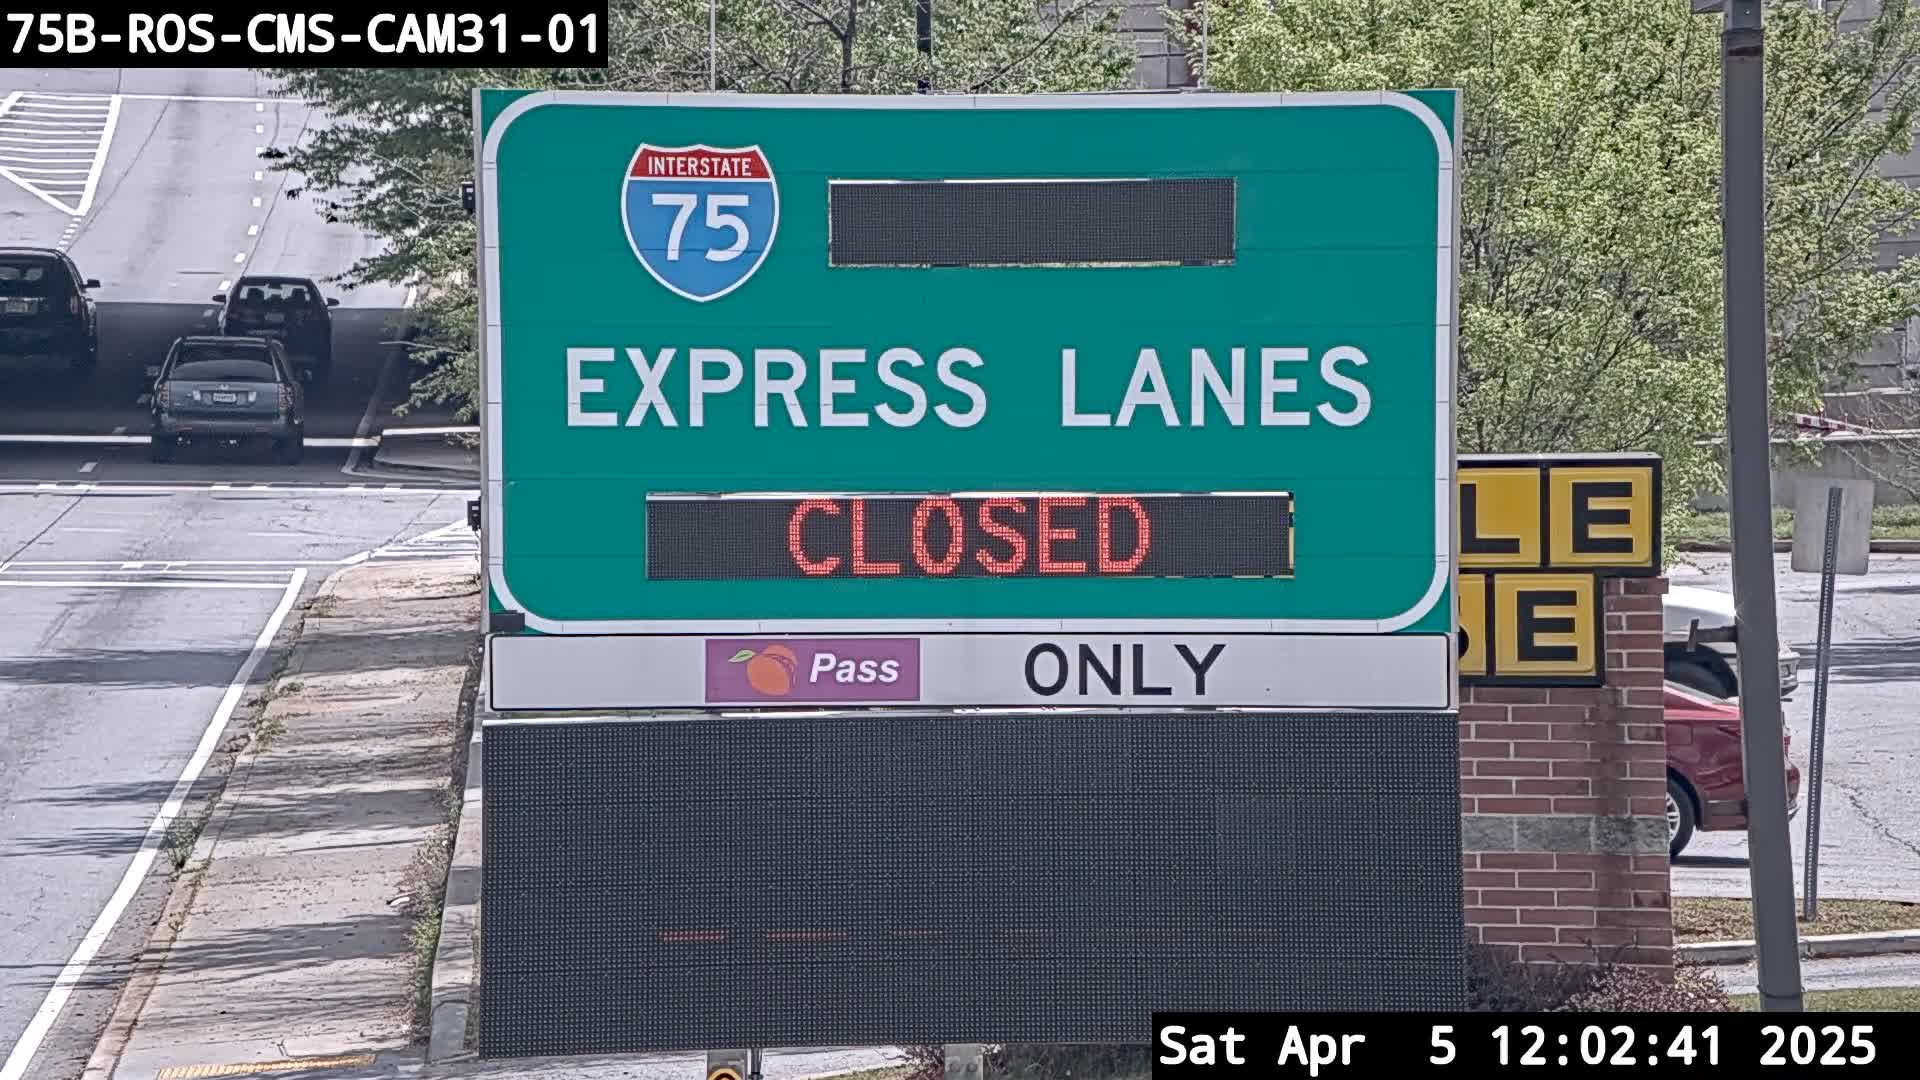 75B-ROS-CMS-CAM31-01
INTERSTATE
75
EXPRESS LANES
CLOSED
Pass ONLY
LE
E
Sat Apr 5 12:02:41 2025